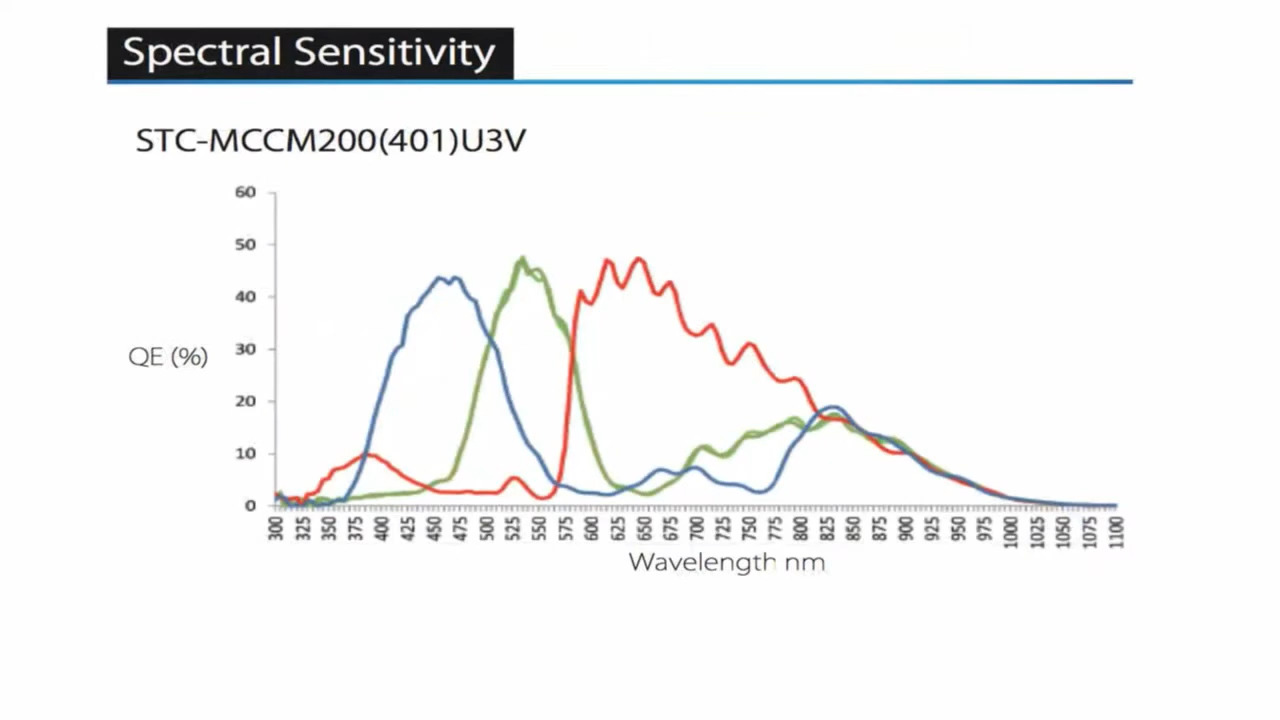 Spectral Sensitivity
STC-MCCM200(401)U3V
60
50
40
30
20
10
0
QE (%)
300 325 350 375 400 425 450 475 500 525 550 575 600 625 650 675 700 725 750 775 800 825 850 875 900 925 950 975 1000 1025 1050 1075 1100
Wavelength nm